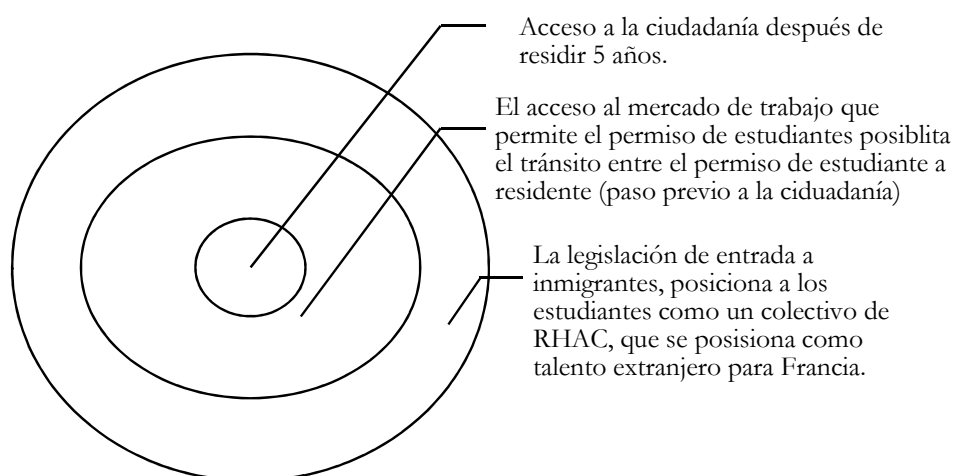 Acceso a la ciudadanía después de
residir 5 años.
El acceso al mercado de trabajo que
permite el permiso de estudiantes posiblita
el tránsito entre el permiso de estudiante a
residente (paso previo a la ciduadanía)
La legislación de entrada a
inmigrantes, posiciona a los
estudiantes como un colectivo de
RHAC, que se posisiona como
talento extranjero para Francia.